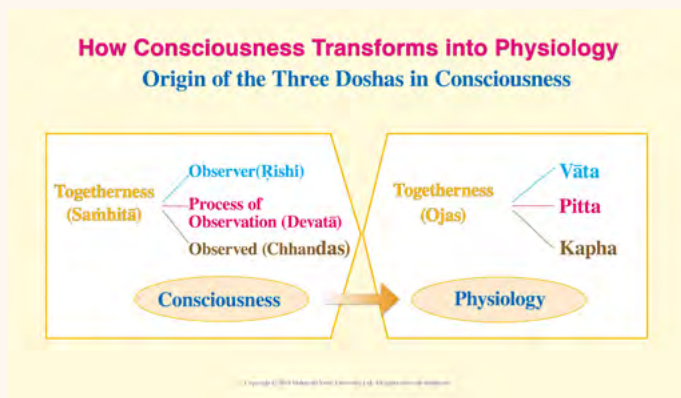 How Consciousness Transforms into Physiology
Origin of the Three Doshas in Consciousness
Togetherness
(Saṁhitā)
Observer(Ṛishi)
Process of
Observation (Devatā)
Observed (Chhandas)
Consciousness
Togetherness
(Ojas)
Vāta
Pitta
Kapha
Physiology